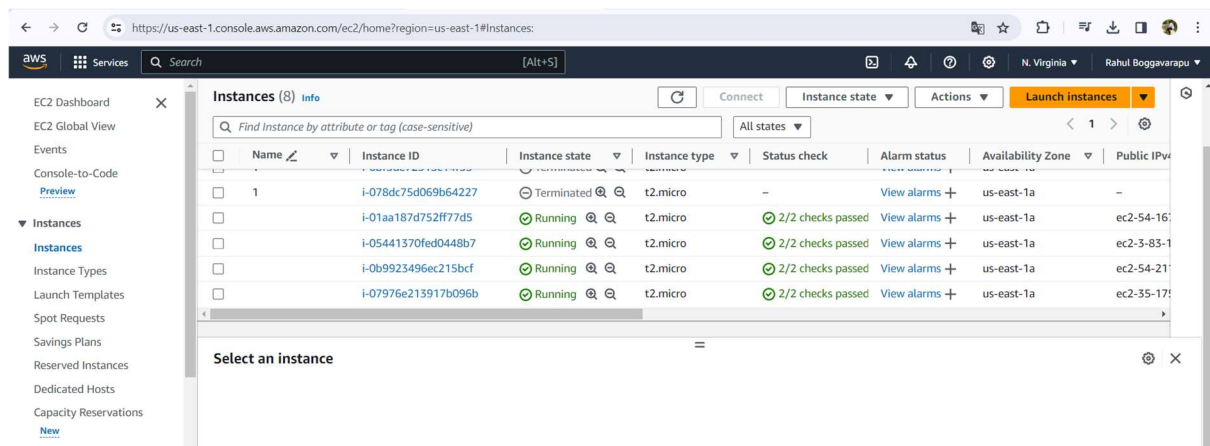 https://us-east-1.console.aws.amazon.com/ec2/home?region=us-east-1#Instances:
aws Services Search [Alt+S] N. Virginia ▼ Rahul Boggavarapu ▼
EC2 Dashboard
EC2 Global View
Events
Console-to-Code
Preview
▼ Instances
Instances
Instance Types
Launch Templates
Spot Requests
Savings Plans
Reserved Instances
Dedicated Hosts
Capacity Reservations
New
Instances (8) Info Connect Instance state ▼ Actions ▼ Launch instances ▼
Find Instance by attribute or tag (case-sensitive) All states ▼ < 1 >
Name Instance ID Instance state Instance type Status check Alarm status Availability Zone Public IPv4
1 i-078dc75d069b64227 Terminated t2.micro – View alarms + us-east-1a –
i-01aa187d752ff77d5 Running t2.micro 2/2 checks passed View alarms + us-east-1a ec2-54-167
i-05441370fed0448b7 Running t2.micro 2/2 checks passed View alarms + us-east-1a ec2-3-83-1
i-0b9923496ec215bcf Running t2.micro 2/2 checks passed View alarms + us-east-1a ec2-54-211
i-07976e213917b096b Running t2.micro 2/2 checks passed View alarms + us-east-1a ec2-35-175
Select an instance